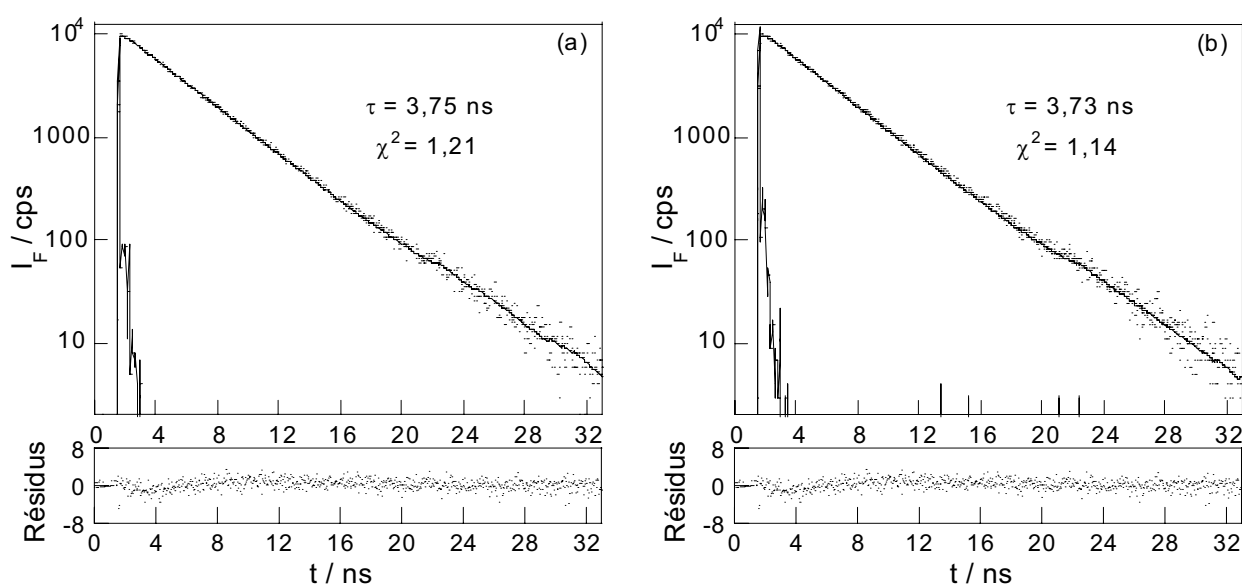 10⁴
1000
100
10
I_F / cps
(a)
τ = 3,75 ns
χ² = 1,21
0 4 8 12 16 20 24 28 32
8
0
-8
Résidus
0 4 8 12 16 20 24 28 32
t / ns
10⁴
1000
100
10
I_F / cps
(b)
τ = 3,73 ns
χ² = 1,14
0 4 8 12 16 20 24 28 32
8
0
-8
Résidus
0 4 8 12 16 20 24 28 32
t / ns